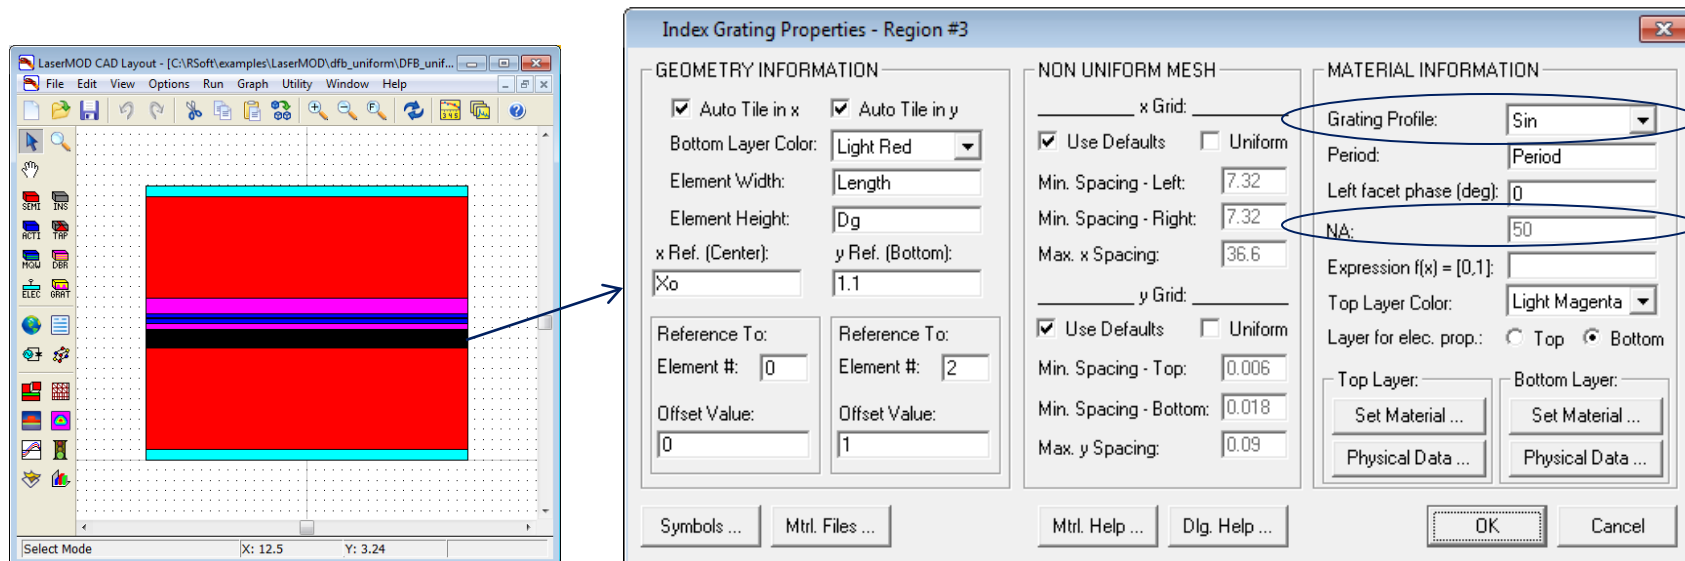 LaserMOD CAD Layout - [C:\RSoft\examples\LaserMOD\dfb_uniform\DFB_unif...
File Edit View Options Run Graph Utility Window Help
SEMI INS
ACTI TAP
MQW DBR
ELEC GRAT
Select Mode X: 12.5 Y: 3.24
Index Grating Properties - Region #3
GEOMETRY INFORMATION
Auto Tile in x Auto Tile in y
Bottom Layer Color: Light Red
Element Width: Length
Element Height: Dg
x Ref. (Center): y Ref. (Bottom):
Xo 1.1
Reference To: Reference To:
Element #: 0 Element #: 2
Offset Value: Offset Value:
0 1
NON UNIFORM MESH
x Grid:
Use Defaults Uniform
Min. Spacing - Left: 7.32
Min. Spacing - Right: 7.32
Max. x Spacing: 36.6
y Grid:
Use Defaults Uniform
Min. Spacing - Top: 0.006
Min. Spacing - Bottom: 0.018
Max. y Spacing: 0.09
MATERIAL INFORMATION
Grating Profile: Sin
Period: Period
Left facet phase (deg): 0
NA: 50
Expression f(x) = [0,1]:
Top Layer Color: Light Magenta
Layer for elec. prop.: Top Bottom
Top Layer: Bottom Layer:
Set Material ... Set Material ...
Physical Data ... Physical Data ...
Symbols ... Mtrl. Files ... Mtrl. Help ... Dlg. Help ... OK Cancel